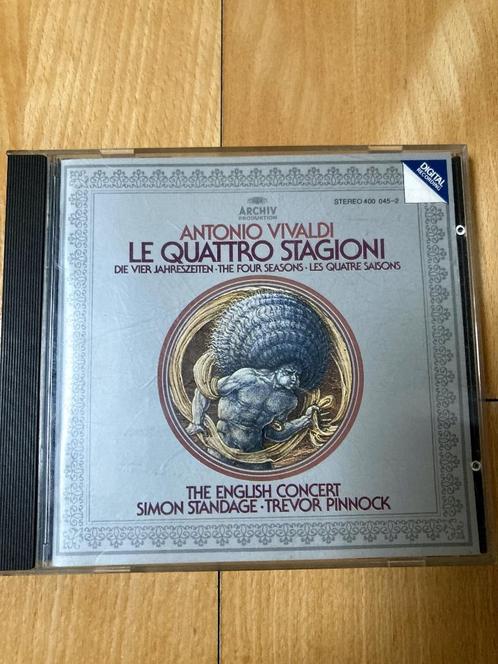 DIGITAL
RECORDING
STEREO 400 045-2
ARCHIV
PRODUKTION
ANTONIO VIVALDI
LE QUATTRO STAGIONI
DIE VIER JAHRESZEITEN · THE FOUR SEASONS · LES QUATRE SAISONS
THE ENGLISH CONCERT
SIMON STANDAGE · TREVOR PINNOCK